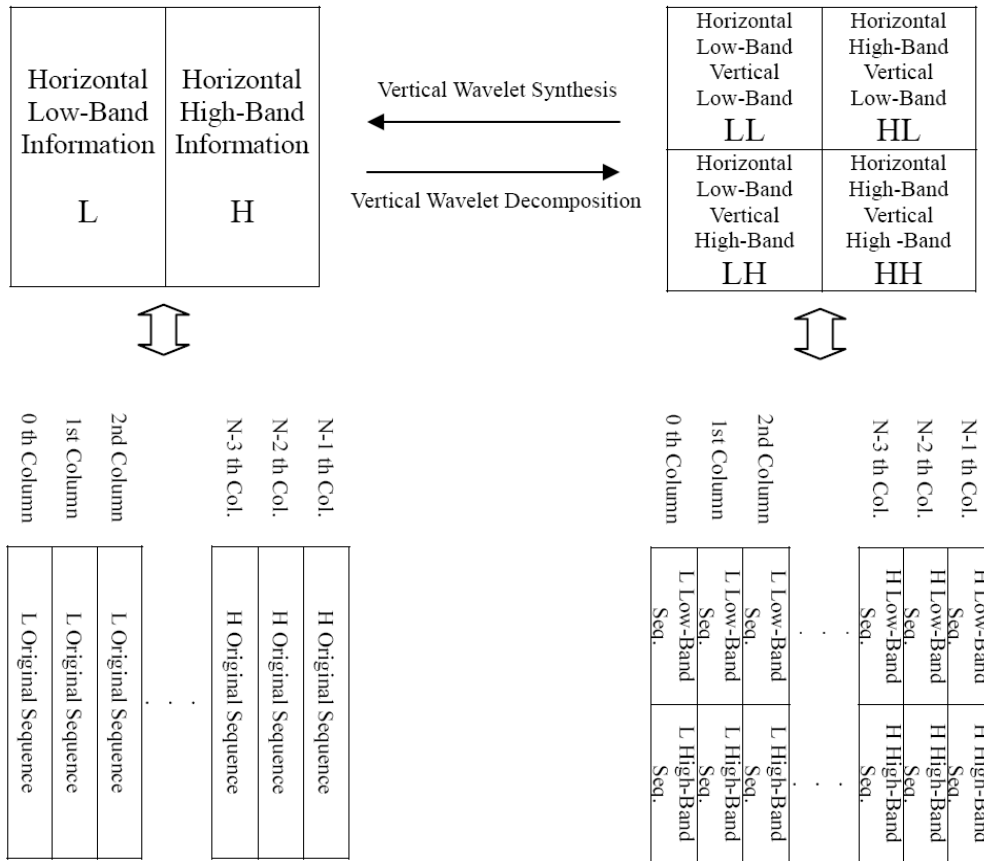 Horizontal
Low-Band
Information
L
Horizontal
High-Band
Information
H
Vertical Wavelet Synthesis
Vertical Wavelet Decomposition
Horizontal
Low-Band
Vertical
Low-Band
LL
Horizontal
High-Band
Vertical
Low-Band
HL
Horizontal
Low-Band
Vertical
High-Band
LH
Horizontal
High-Band
Vertical
High -Band
HH
0 th Column
1st Column
2nd Column
N-3 th Col.
N-2 th Col.
N-1 th Col.
L Original Sequence
L Original Sequence
L Original Sequence
. . .
H Original Sequence
H Original Sequence
H Original Sequence
0 th Column
1st Column
2nd Column
N-3 th Col.
N-2 th Col.
N-1 th Col.
L Low-Band
Seq.
L Low-Band
Seq.
L Low-Band
Seq.
. . .
H Low-Band
Seq.
H Low-Band
Seq.
H Low-Band
Seq.
L High-Band
Seq.
L High-Band
Seq.
L High-Band
Seq.
. . .
H High-Band
Seq.
H High-Band
Seq.
H High-Band
Seq.